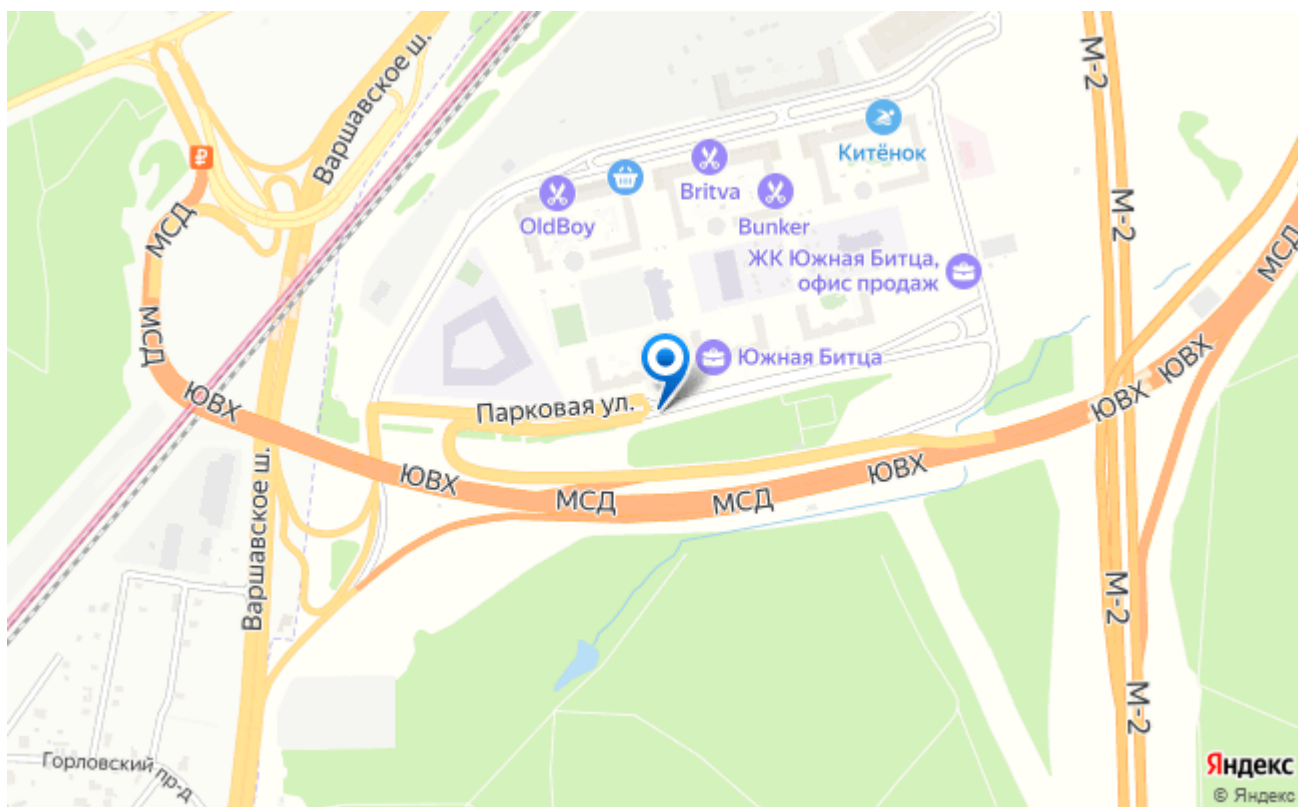 Варшавское ш.
М-2
Китёнок
Britva
OldBoy
Bunker
М-2
МСД
ЖК Южная Битца,
офис продаж
МСД
МСД
Южная Битца
ЮВХ
ЮВХ
Парковая ул.
ЮВХ
ЮВХ
ЮВХ
МСД
МСД
Варшавское ш.
М-2
М-2
Горловский пр-д
Яндекс
© Яндекс